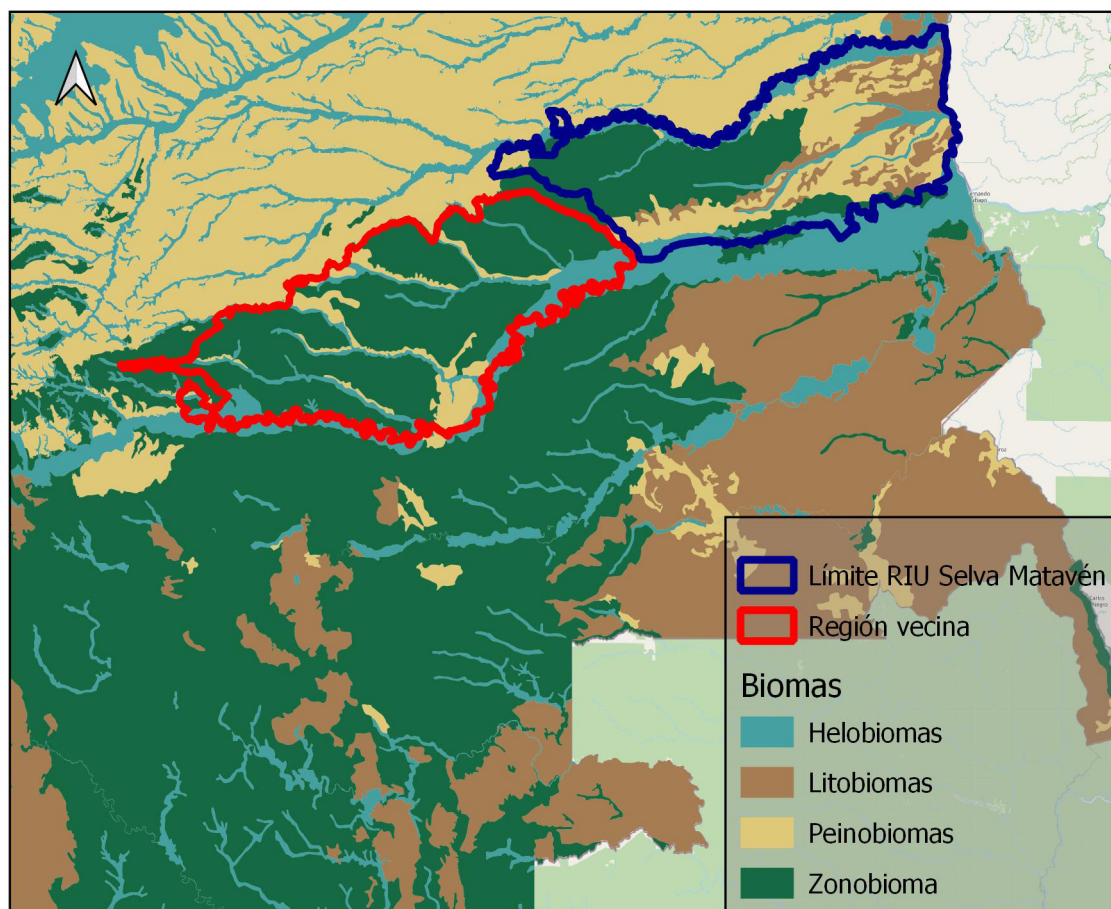 Límite RIU Selva Matavén
Región vecina
Biomas
Helobiomas
Litobiomas
Peinobiomas
Zonobioma